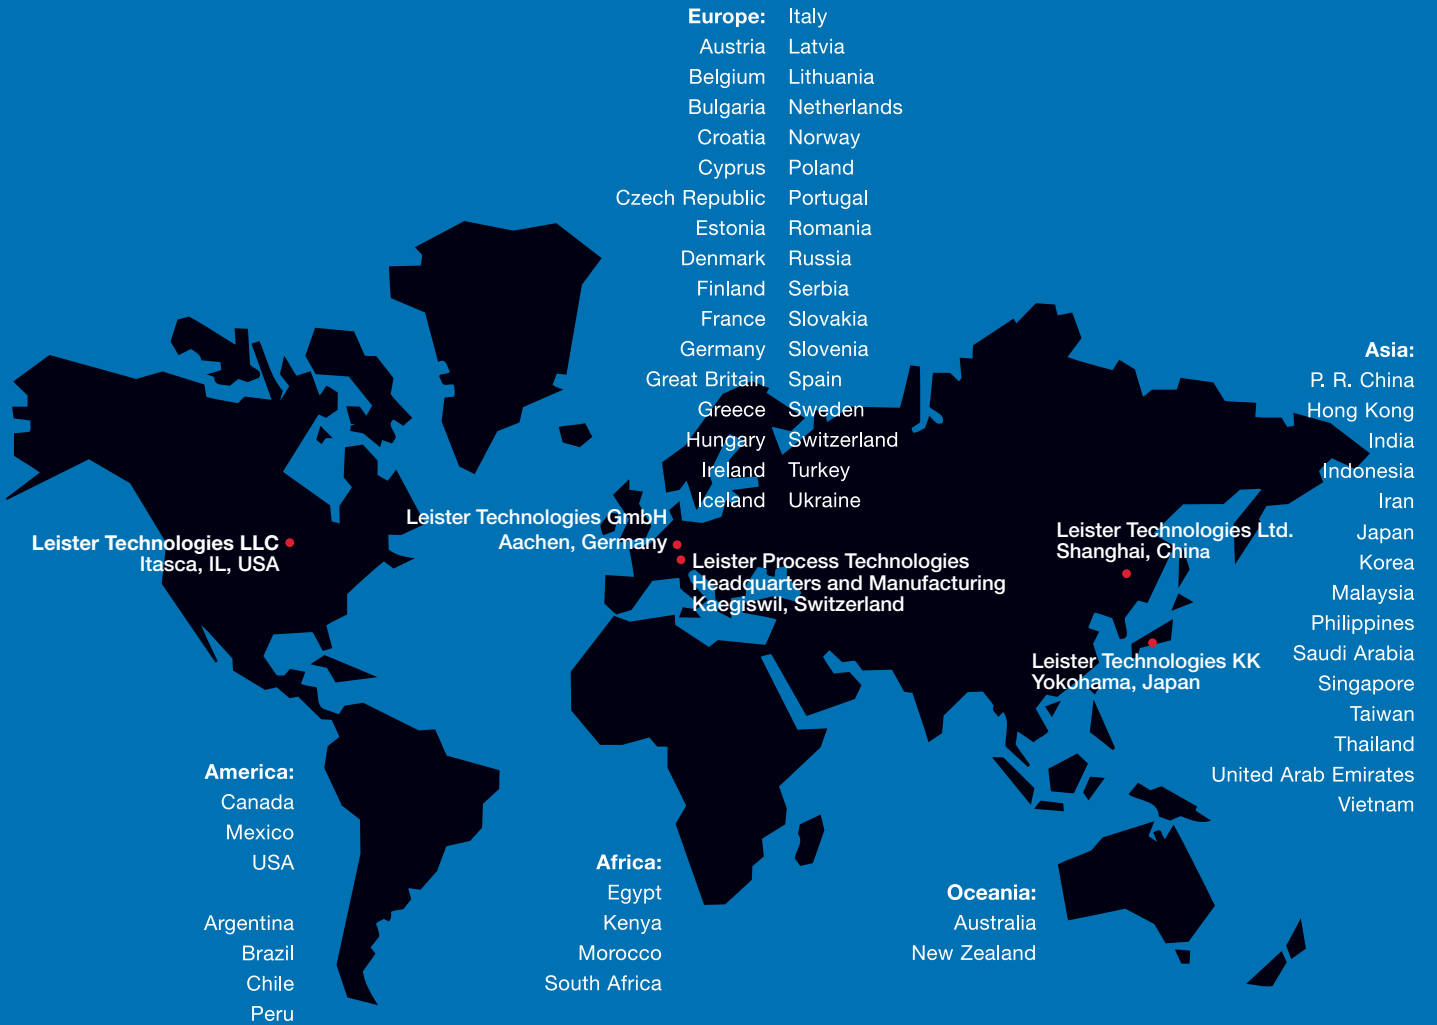 Europe:
Austria
Belgium
Bulgaria
Croatia
Cyprus
Czech Republic
Estonia
Denmark
Finland
France
Germany
Great Britain
Greece
Hungary
Ireland
Iceland
Italy
Latvia
Lithuania
Netherlands
Norway
Poland
Portugal
Romania
Russia
Serbia
Slovakia
Slovenia
Spain
Sweden
Switzerland
Turkey
Ukraine
Asia:
P. R. China
Hong Kong
India
Indonesia
Iran
Japan
Korea
Malaysia
Philippines
Saudi Arabia
Singapore
Taiwan
Thailand
United Arab Emirates
Vietnam
Leister Technologies LLC
Itasca, IL, USA
Leister Technologies GmbH
Aachen, Germany
Leister Process Technologies
Headquarters and Manufacturing
Kaegiswil, Switzerland
Leister Technologies Ltd.
Shanghai, China
Leister Technologies KK
Yokohama, Japan
America:
Canada
Mexico
USA
Argentina
Brazil
Chile
Peru
Africa:
Egypt
Kenya
Morocco
South Africa
Oceania:
Australia
New Zealand